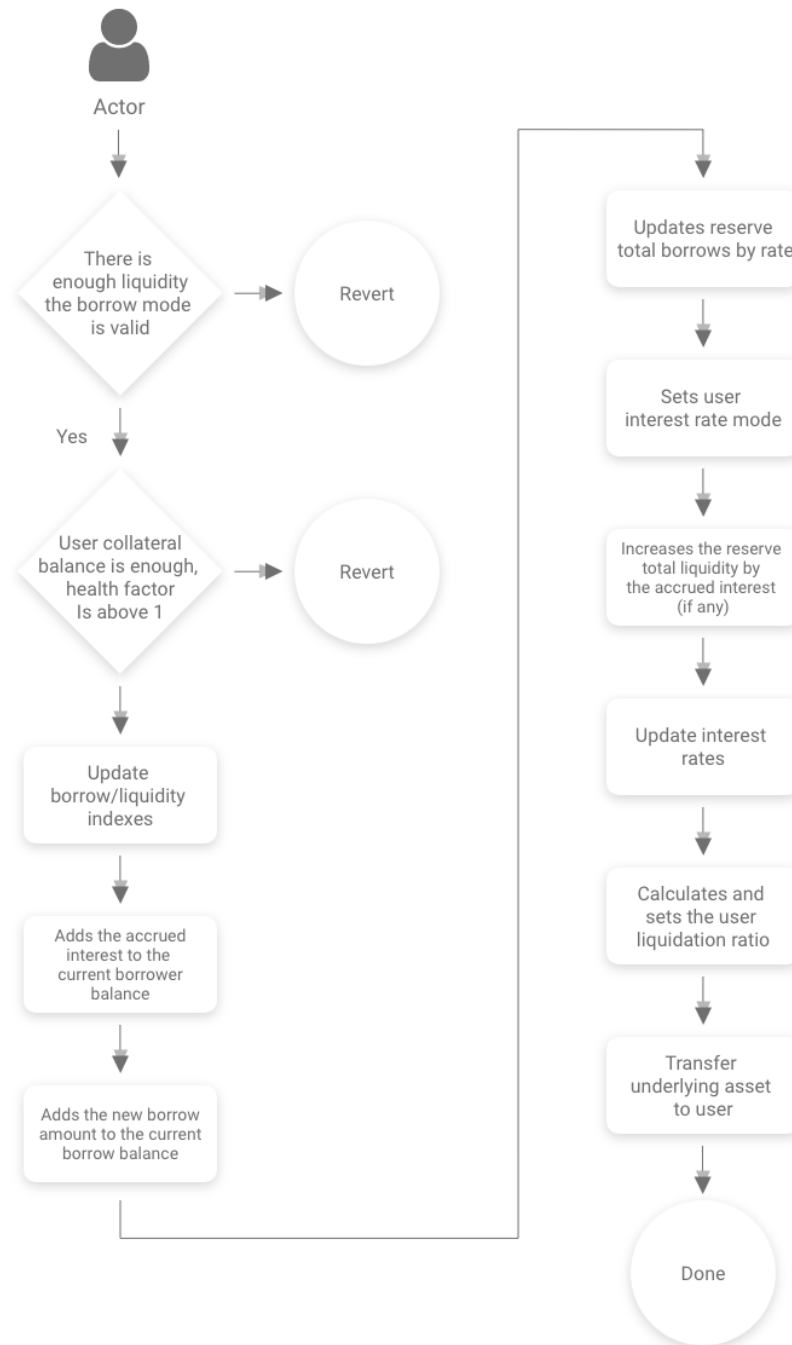 Actor
There is
enough liquidity
the borrow mode
is valid
Revert
Yes
User collateral
balance is enough,
health factor
Is above 1
Revert
Update
borrow/liquidity
indexes
Adds the accrued
interest to the
current borrower
balance
Adds the new borrow
amount to the current
borrow balance
Updates reserve
total borrows by rate
Sets user
interest rate mode
Increases the reserve
total liquidity by
the accrued interest
(if any)
Update interest
rates
Calculates and
sets the user
liquidation ratio
Transfer
underlying asset
to user
Done